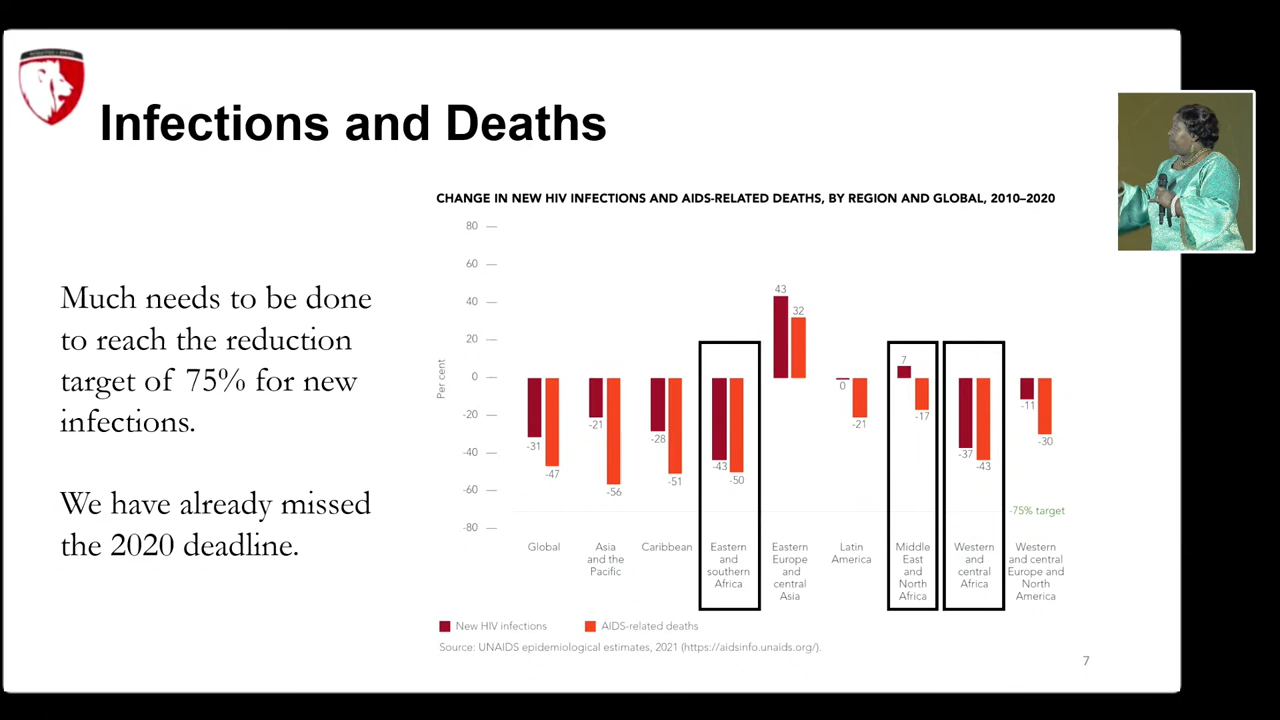 Infections and Deaths
Much needs to be done
to reach the reduction
target of 75% for new
infections.
We have already missed
the 2020 deadline.
CHANGE IN NEW HIV INFECTIONS AND AIDS-RELATED DEATHS, BY REGION AND GLOBAL, 2010–2020
Per cent
80
60
40
20
0
-20
-40
-60
-80
-31
-47
-21
-56
-28
-51
-43
-50
43
32
0
-21
7
-17
-37
-43
-11
-30
-75% target
Global
Asia
and the
Pacific
Caribbean
Eastern
and
southern
Africa
Eastern
Europe
and
central
Asia
Latin
America
Middle
East
and
North
Africa
Western
and
central
Africa
Western
and central
Europe and
North
America
New HIV infections
AIDS-related deaths
Source: UNAIDS epidemiological estimates, 2021 (https://aidsinfo.unaids.org/).
7